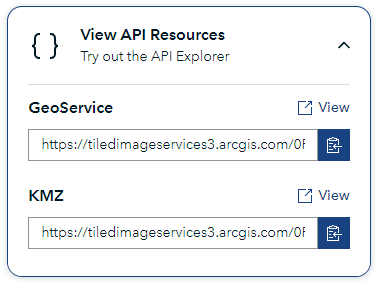 { } View API Resources
Try out the API Explorer
GeoService View
https://tiledimageservices3.arcgis.com/0F
KMZ View
https://tiledimageservices3.arcgis.com/0F